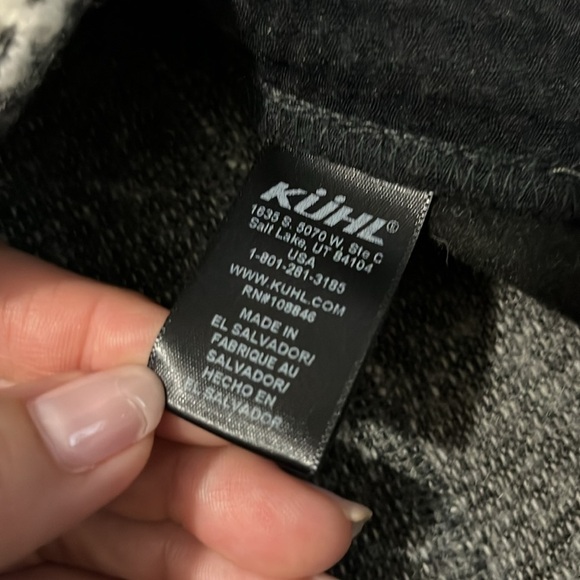 KÜHL®
1635 S. 5070 W. Ste C
Salt Lake, UT 84104
USA
1-801-281-3185
WWW.KUHL.COM
RN#108846
MADE IN
EL SALVADOR/
FABRIQUE AU
SALVADOR/
HECHO EN
EL SALVADOR